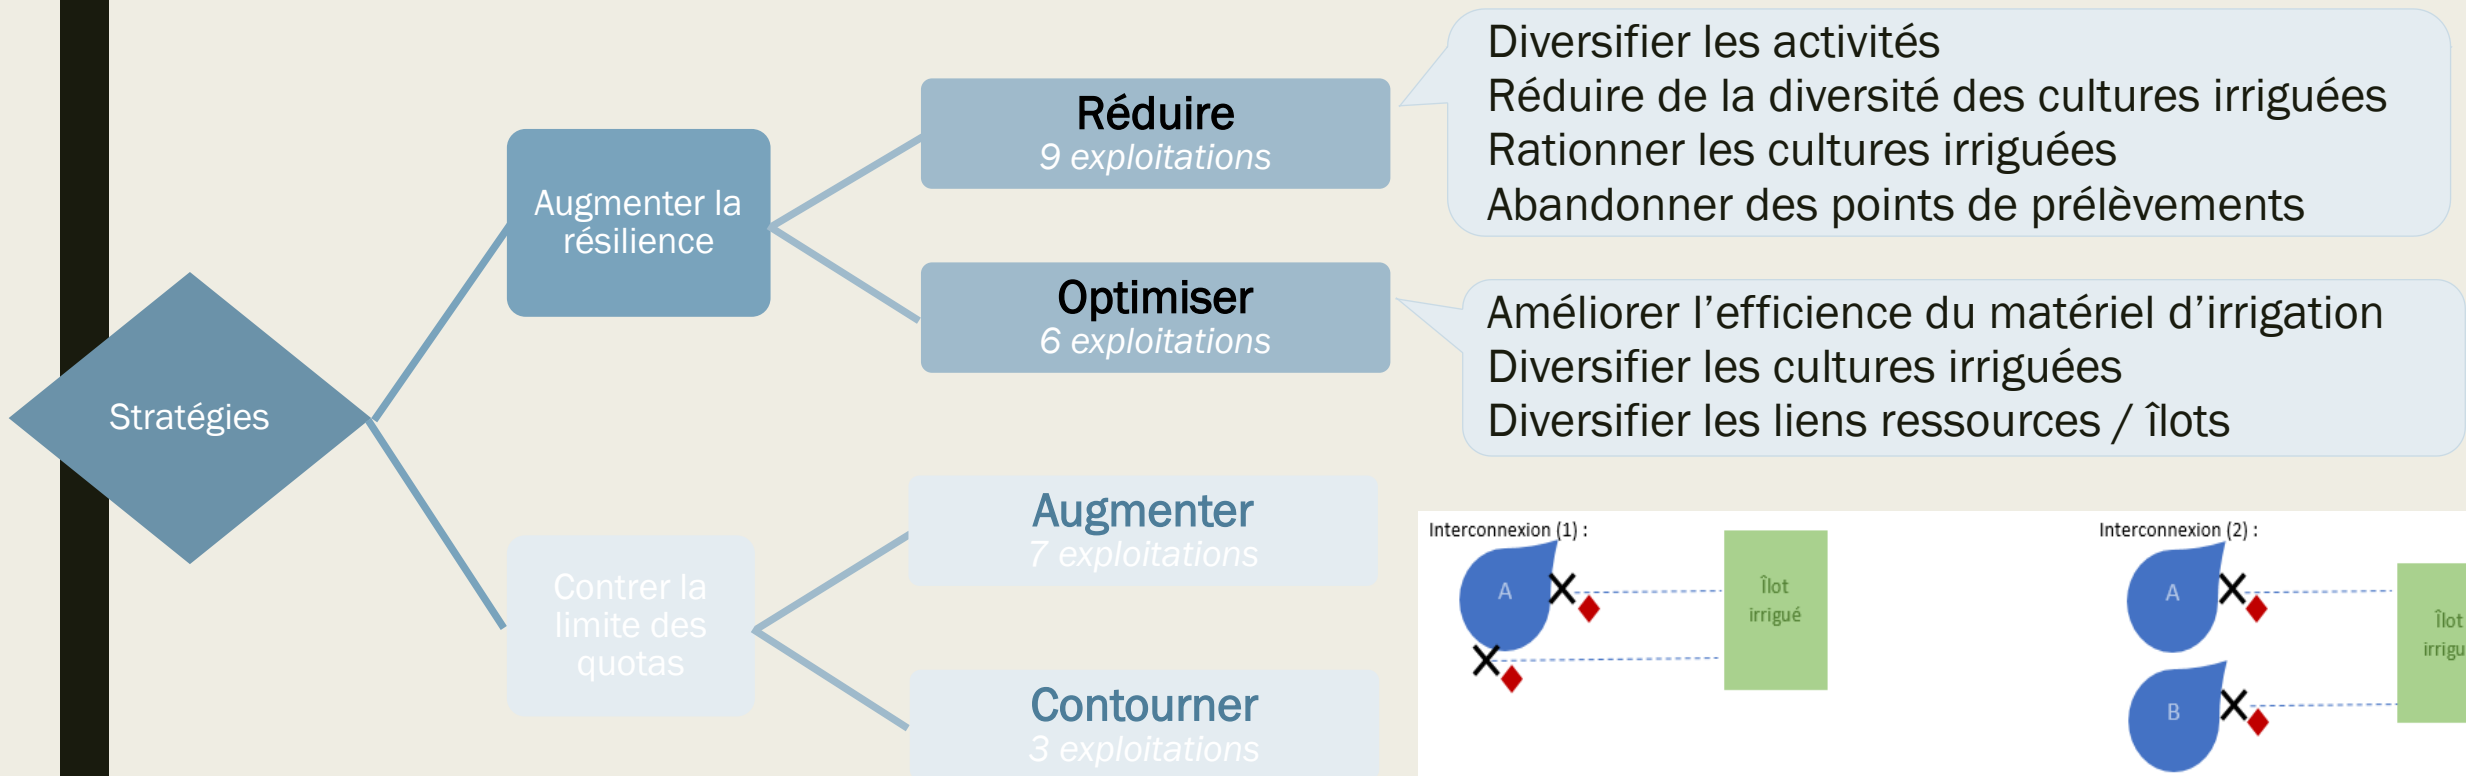 Stratégies
Augmenter la
résilience
Réduire
9 exploitations
Diversifier les activités
Réduire de la diversité des cultures irriguées
Rationner les cultures irriguées
Abandonner des points de prélèvements
Optimiser
6 exploitations
Améliorer l’efficience du matériel d’irrigation
Diversifier les cultures irriguées
Diversifier les liens ressources / îlots
Contrer la
limite des
quotas
Augmenter
7 exploitations
Contourner
3 exploitations
Interconnexion (1) :
A
Îlot
irrigué
Interconnexion (2) :
A
B
Îlot
irrigu